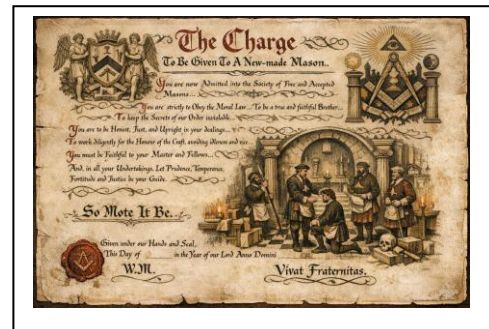 The Charge
To Be Given To A New-made Mason..
You are now Admitted into the Society of Free and Accepted
Masons...
You are strictly to Obey the Moral Law... To be a true and faithful Brother...
To keep the Secrets of our Order inviolable...
You are to be Honest, Just, and Upright in your dealings...
To work diligently for the Honour of the Craft, avoiding and vice.
You must be Faithful to your Master and Fellows...
And, in all your Undertakings, Let Prudence, Temperance,
Fortitude and Justice be your Guide.
So Mote It Be.
Given under our Hands and Seal,
This Day of in the Year of our Lord Anno Domini
W.M.
Vivat Fraternitas.
G